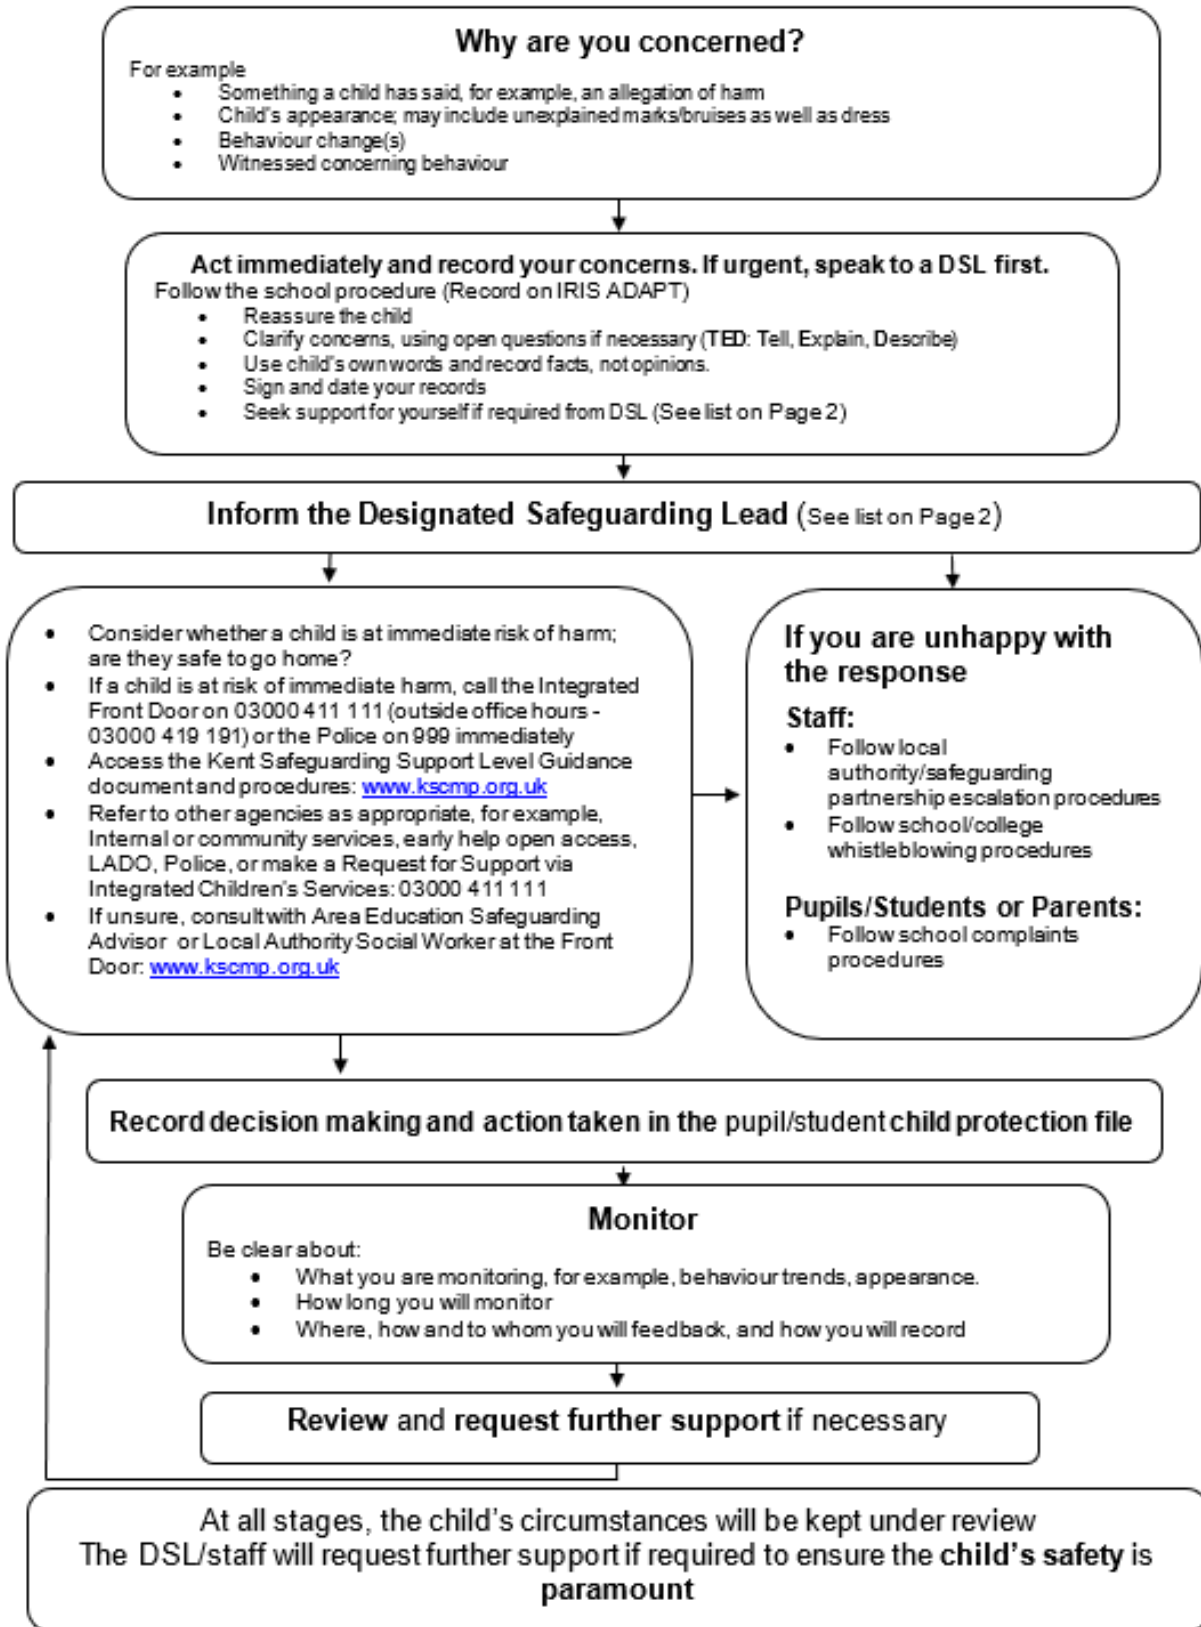 Why are you concerned?
For example
• Something a child has said, for example, an allegation of harm
• Child's appearance; may include unexplained marks/bruises as well as dress
• Behaviour change(s)
• Witnessed concerning behaviour
Act immediately and record your concerns. If urgent, speak to a DSL first.
Follow the school procedure (Record on IRIS ADAPT)
• Reassure the child
• Clarify concerns, using open questions if necessary (TED: Tell, Explain, Describe)
• Use child's own words and record facts, not opinions.
• Sign and date your records
• Seek support for yourself if required from DSL (See list on Page 2)
Inform the Designated Safeguarding Lead (See list on Page 2)
• Consider whether a child is at immediate risk of harm;
are they safe to go home?
• If a child is at risk of immediate harm, call the Integrated
Front Door on 03000 411 111 (outside office hours -
03000 419 191) or the Police on 999 immediately
• Access the Kent Safeguarding Support Level Guidance
document and procedures: www.kscmp.org.uk
• Refer to other agencies as appropriate, for example,
Internal or community services, early help open access,
LADO, Police, or make a Request for Support via
Integrated Children's Services: 03000 411 111
• If unsure, consult with Area Education Safeguarding
Advisor or Local Authority Social Worker at the Front
Door: www.kscmp.org.uk
If you are unhappy with
the response
Staff:
• Follow local
authority/safeguarding
partnership escalation procedures
• Follow school/college
whistleblowing procedures
Pupils/Students or Parents:
• Follow school complaints
procedures
Record decision making and action taken in the pupil/student child protection file
Monitor
Be clear about:
• What you are monitoring, for example, behaviour trends, appearance.
• How long you will monitor
• Where, how and to whom you will feedback, and how you will record
Review and request further support if necessary
At all stages, the child's circumstances will be kept under review
The DSL/staff will request further support if required to ensure the child's safety is
paramount